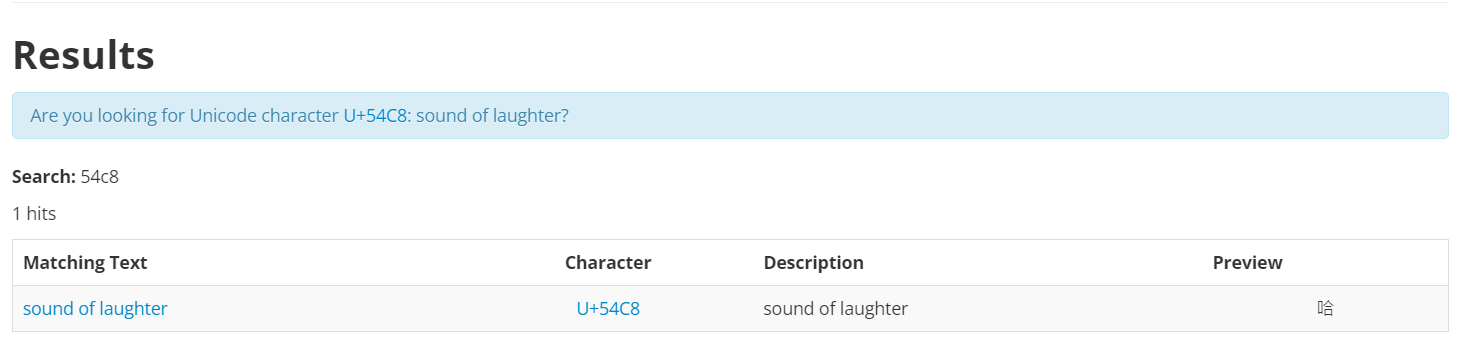 Results
Are you looking for Unicode character U+54C8: sound of laughter?
Search: 54c8
1 hits
Matching Text Character Description Preview
sound of laughter U+54C8 sound of laughter 哈